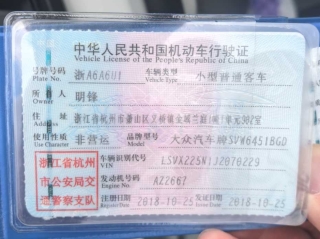 中华人民共和国机动车行驶证
Vehicle License of the People's Republic of China
号牌号码 浙A6A6U1 车辆类型 小型普通客车
Plate No. Vehicle Type
所有人 明锋
Owner
住址
Address
使用性质 非营运 品牌型号 大众汽车牌SVW6451BGD
Use Character Model
浙江省杭州 车辆识别代号
VIN
市公安局交 发动机号码
Engine No.
通警察支队 注册日期 2018-10-25 发证日期 2018-10-25
Register Date Issue Date